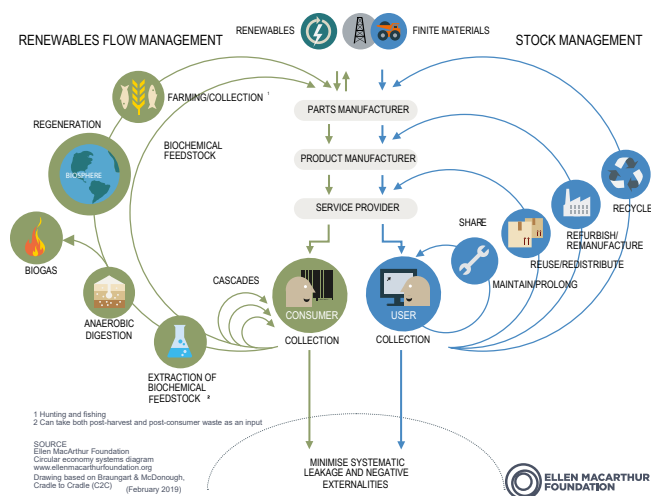 RENEWABLES
FINITE MATERIALS
RENEWABLES FLOW MANAGEMENT
STOCK MANAGEMENT
FARMING/COLLECTION ¹
PARTS MANUFACTURER
REGENERATION
BIOCHEMICAL
FEEDSTOCK
PRODUCT MANUFACTURER
BIOSPHERE
RECYCLE
SERVICE PROVIDER
SHARE
REFURBISH/
REMANUFACTURE
REUSE/REDISTRIBUTE
BIOGAS
CASCADES
MAINTAIN/PROLONG
CONSUMER
USER
ANAEROBIC
DIGESTION
COLLECTION
COLLECTION
EXTRACTION OF
BIOCHEMICAL
FEEDSTOCK ²
1 Hunting and fishing
2 Can take both post-harvest and post-consumer waste as an input
SOURCE
Ellen MacArthur Foundation
Circular economy systems diagram
www.ellenmacarthurfoundation.org
Drawing based on Braungart & McDonough,
Cradle to Cradle (C2C) (February 2019)
MINIMISE SYSTEMATIC
LEAKAGE AND NEGATIVE
EXTERNALITIES
ELLEN MACARTHUR
FOUNDATION